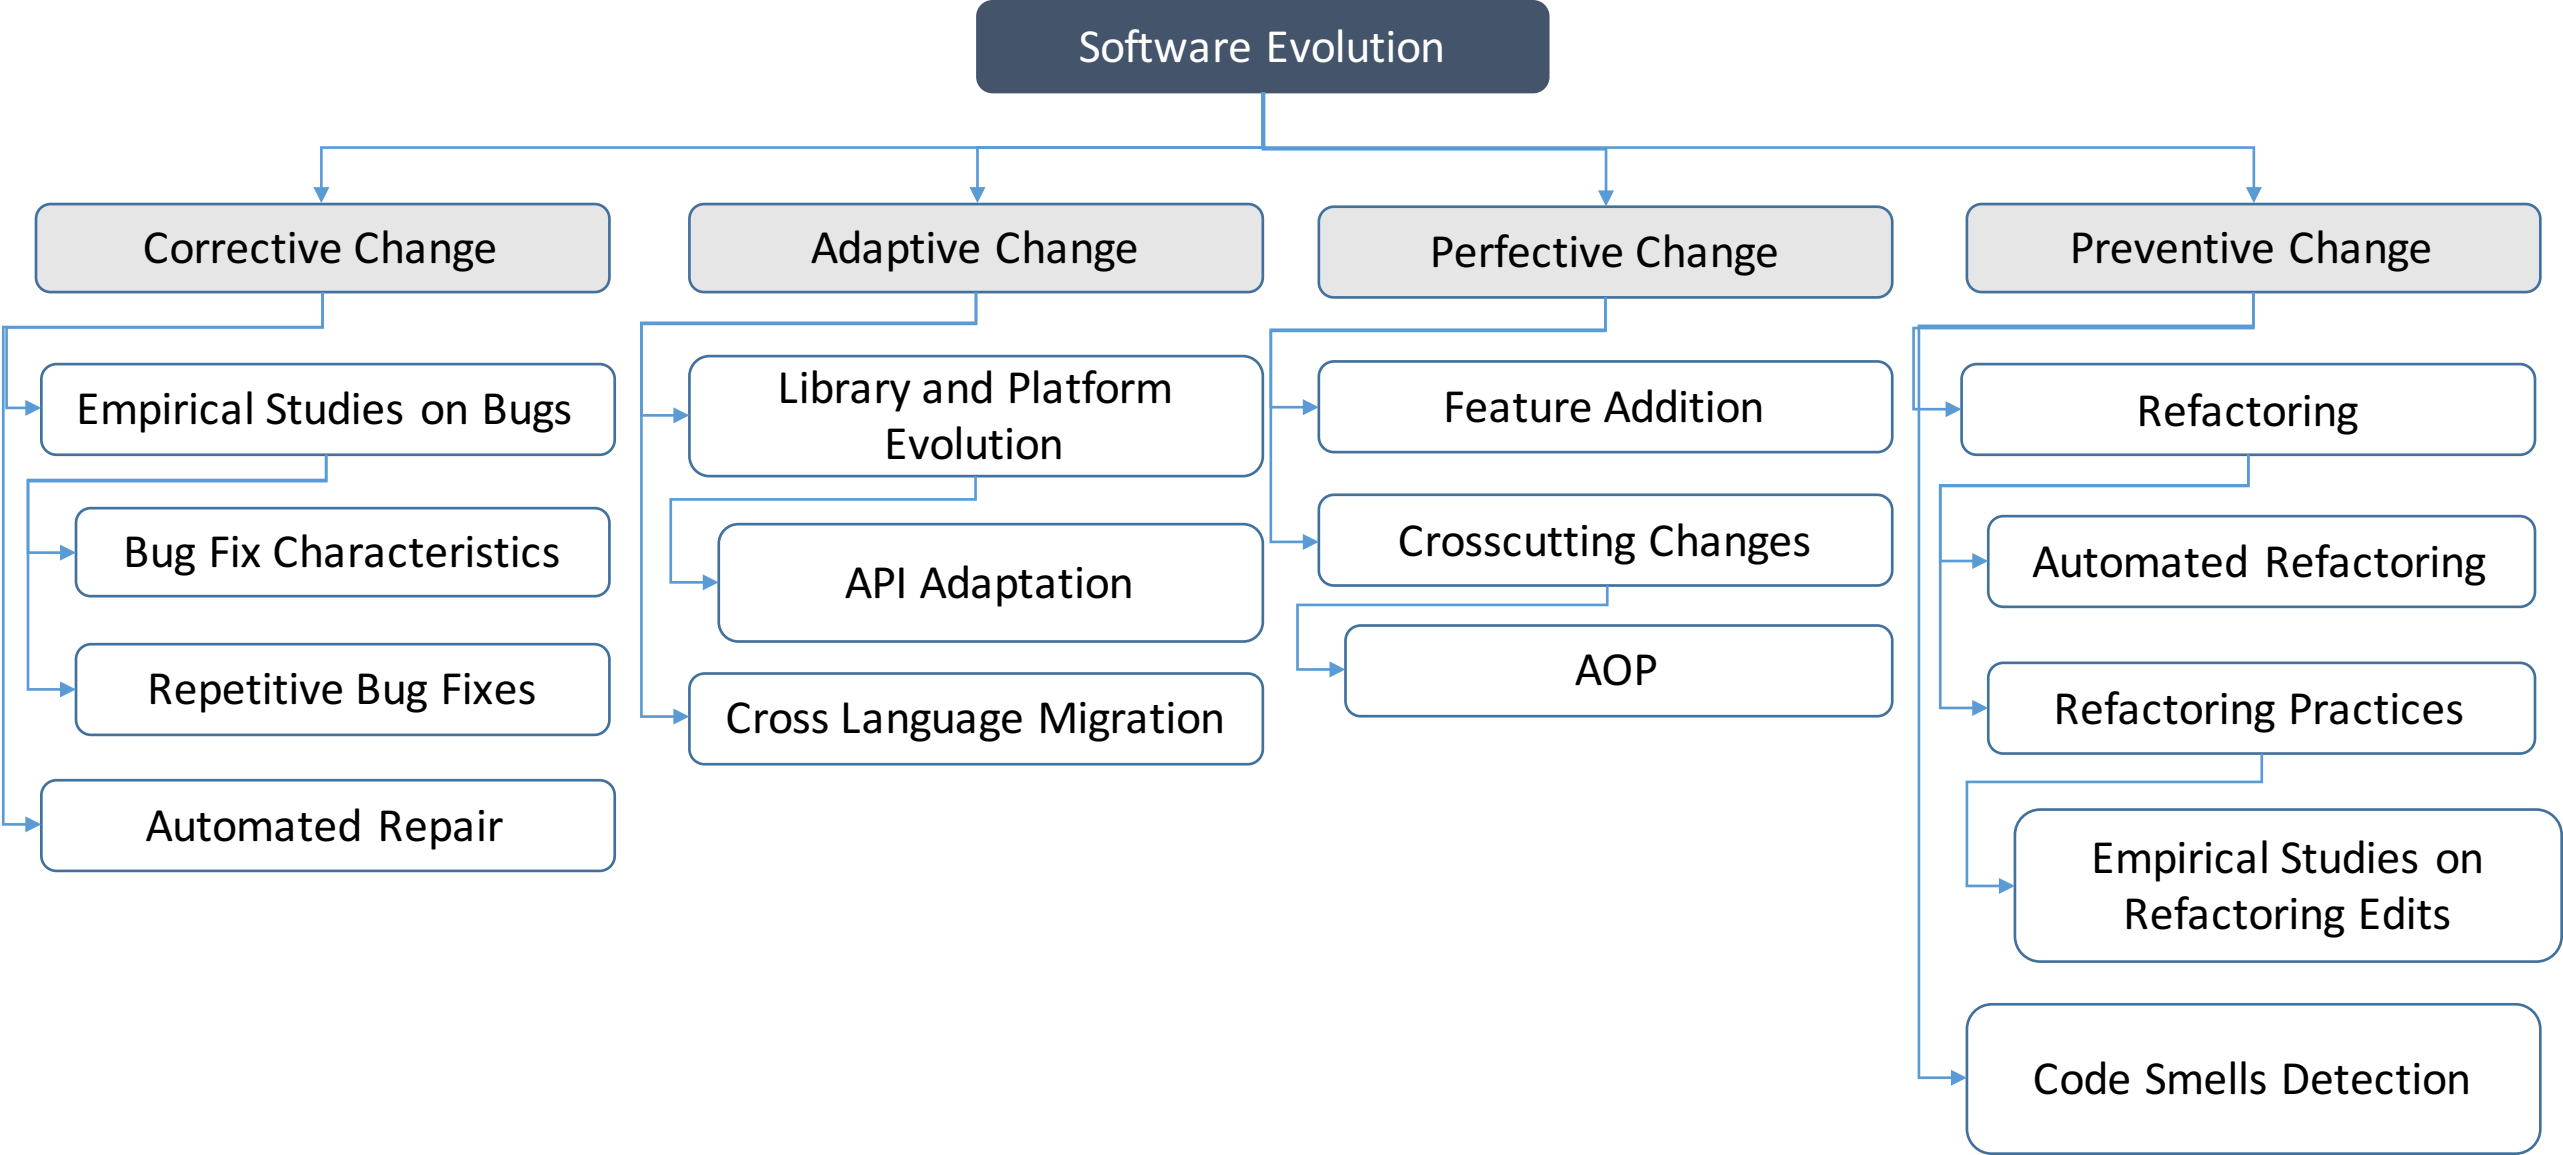 Software Evolution
Corrective Change
Adaptive Change
Perfective Change
Preventive Change
Empirical Studies on Bugs
Bug Fix Characteristics
Repetitive Bug Fixes
Automated Repair
Library and Platform
Evolution
API Adaptation
Cross Language Migration
Feature Addition
Crosscutting Changes
AOP
Refactoring
Automated Refactoring
Refactoring Practices
Empirical Studies on
Refactoring Edits
Code Smells Detection